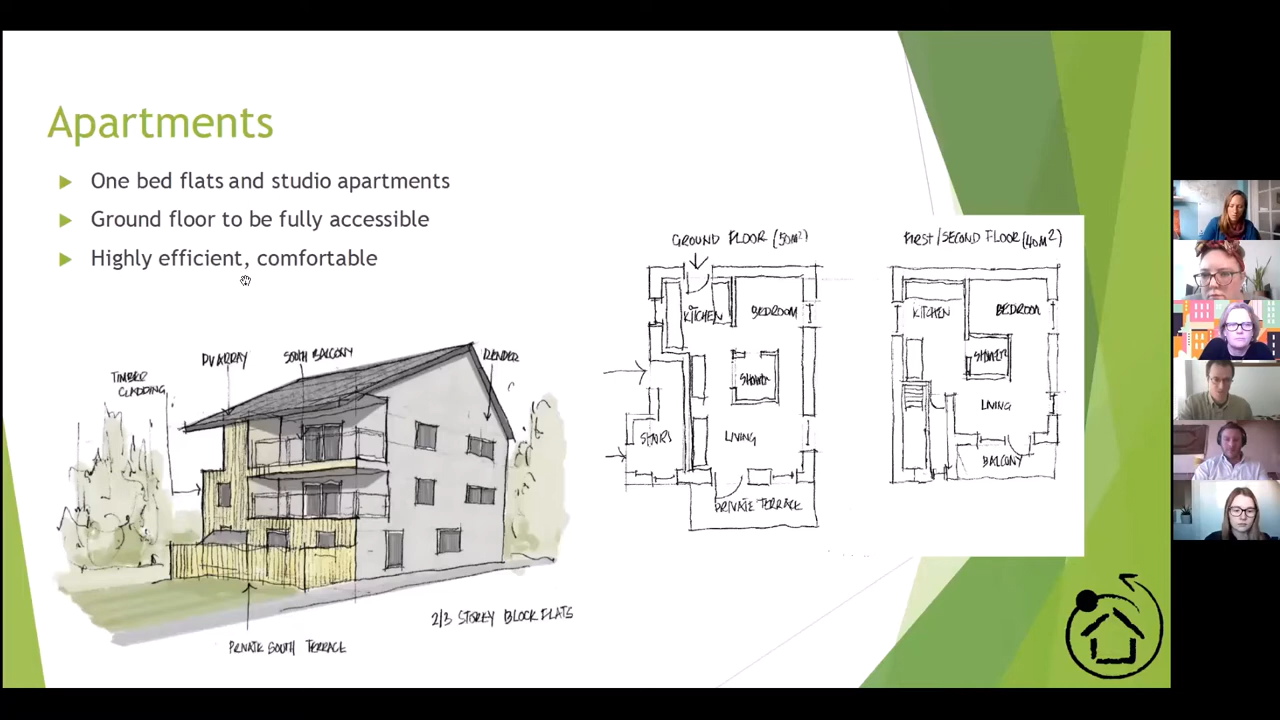 Apartments
One bed flats and studio apartments
Ground floor to be fully accessible
Highly efficient, comfortable
GROUND FLOOR (50M²)
KITCHEN
BEDROOM
SHOWER
STAIRS
LIVING
PRIVATE TERRACE
FIRST/SECOND FLOOR (40M²)
KITCHEN
BEDROOM
SHOWER
LIVING
BALCONY
TIMBER
CLADDING
PV ARRAY
SOUTH BALCONY
RENDER
2/3 STOREY BLOCK FLATS
PRIVATE SOUTH TERRACE